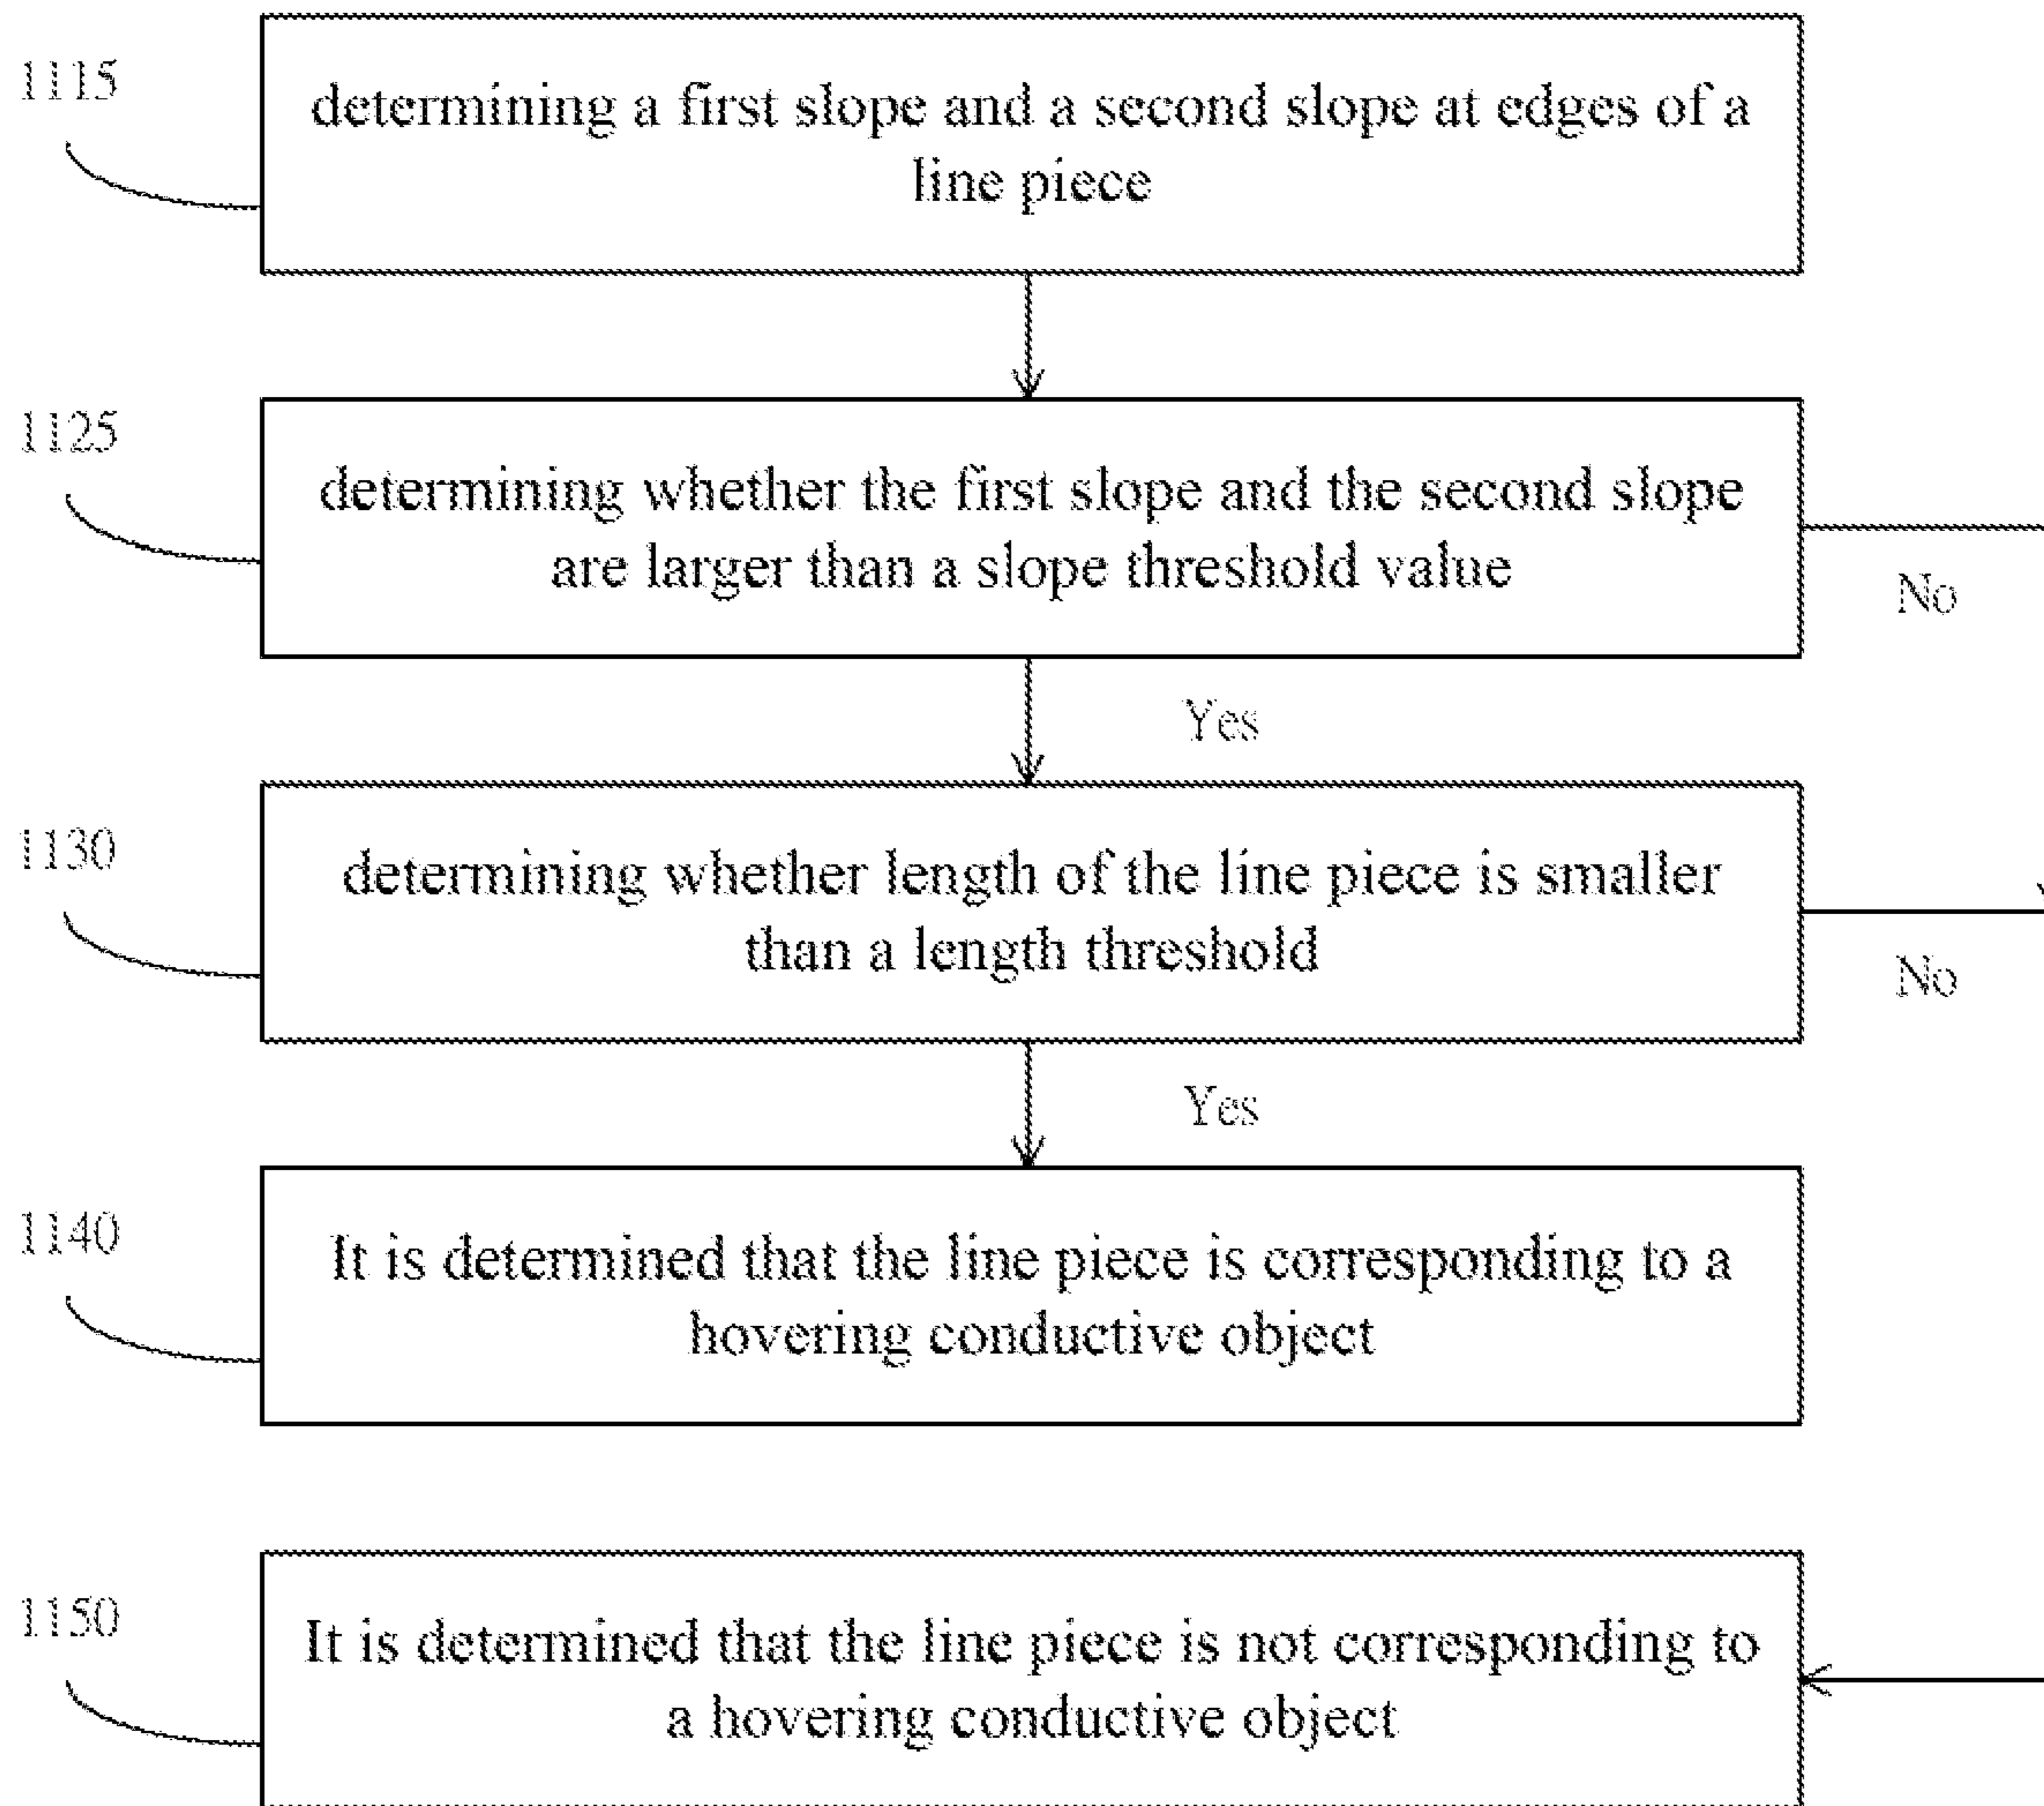 1115
determining a first slope and a second slope at edges of a
line piece
1125
determining whether the first slope and the second slope
are larger than a slope threshold value
No
Yes
1130
determining whether length of the line piece is smaller
than a length threshold
No
Yes
1140
It is determined that the line piece is corresponding to a
hovering conductive object
1150
It is determined that the line piece is not corresponding to
a hovering conductive object